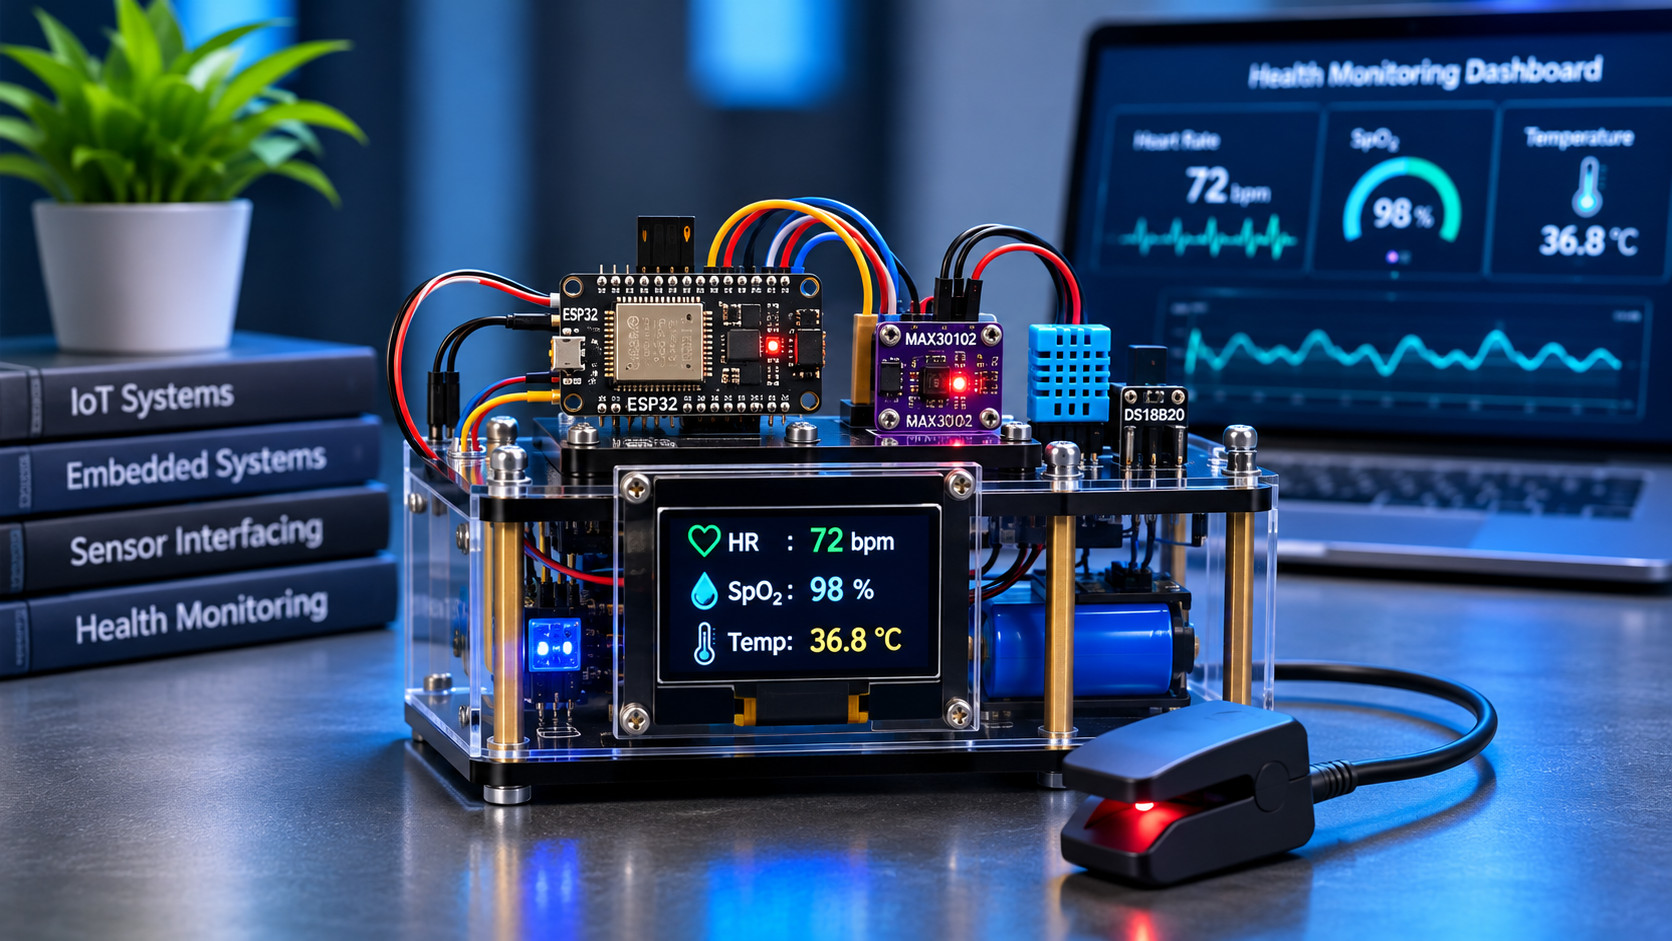 IoT Systems
Embedded Systems
Sensor Interfacing
Health Monitoring
ESP32
ESP32
MAX30102
MAX3002
DS18B20
HR : 72 bpm
SpO₂ : 98 %
Temp: 36.8 °C
Health Monitoring Dashboard
Heart Rate
72 bpm
SpO₂
98 %
Temperature
36.8 °C